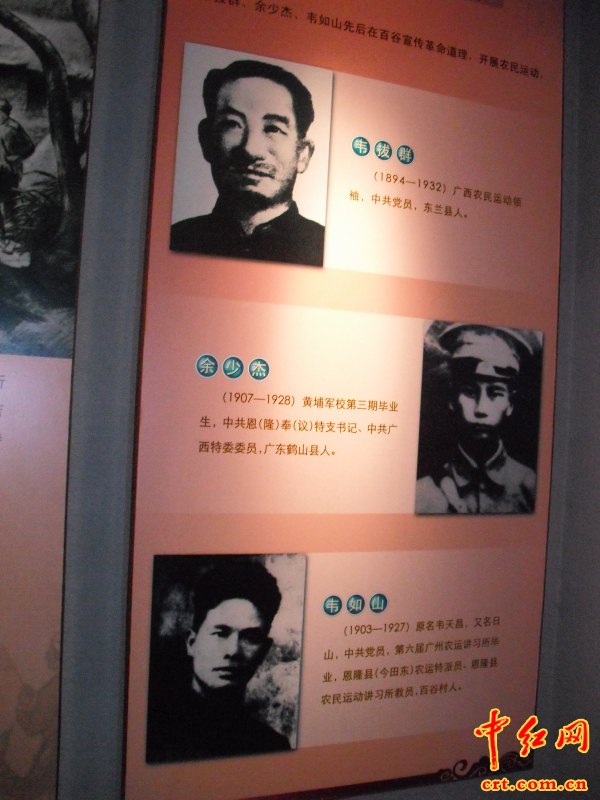 群、余少杰、韦如山先后在百谷宣传革命道理，开展农民运动。
韦拔群
（1894—1932）广西农民运动领
袖，中共党员，东兰县人。
余少杰
（1907—1928）黄埔军校第三期毕业
生，中共恩（隆）奉（议）特支书记、中共广
西特委委员，广东鹤山县人。
韦如山
（1903—1927）原名韦天昌，又名日
山，中共党员，第六届广州农运讲习所毕
业，恩隆县（今田东）农运特派员、恩隆县
农民运动讲习所教员，百谷村人。
中红网
crt.com.cn